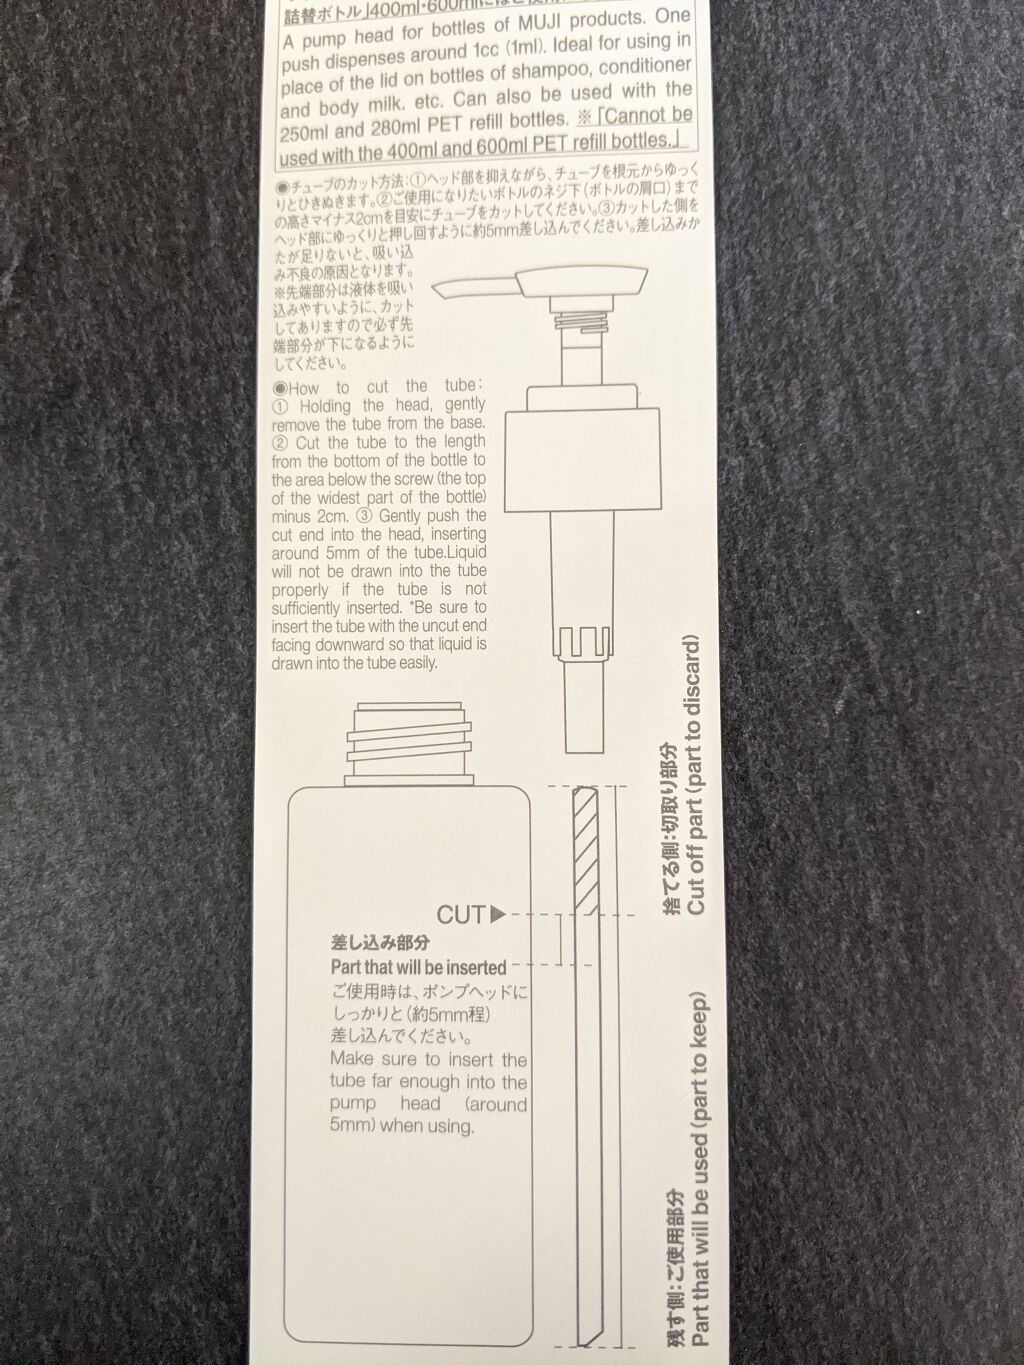 詰替ボトル」400ml・600mlに
A pump head for bottles of MUJI products. One
push dispenses around 1cc (1ml). Ideal for using in
place of the lid on bottles of shampoo, conditioner
and body milk. etc. Can also be used with the
250ml and 280ml PET refill bottles. ※「Cannot be
used with the 400ml and 600ml PET refill bottles.」
◉チューブのカット方法:①ヘッド部を抑えながら、チューブを根元からゆっく
りとひきぬきます。②ご使用になりたいボトルのネジ下(ボトルの肩口)まで
の高さマイナス2cmを目安にチューブをカットしてください。③カットした側を
ヘッド部にゆっくりと押し回すように約5mm差し込んでください。差し込みか
たが足りないと、吸い込
み不良の原因となります。
※先端部分は液体を吸い
込みやすいように、カット
してありますので必ず先
端部分が下になるように
してください。
◉How to cut the tube:
① Holding the head, gently
remove the tube from the base.
② Cut the tube to the length
from the bottom of the bottle to
the area below the screw (the top
of the widest part of the bottle)
minus 2cm. ③ Gently push the
cut end into the head, inserting
around 5mm of the tube.Liquid
will not be drawn into the tube
properly if the tube is not
sufficiently inserted. *Be sure to
insert the tube with the uncut end
facing downward so that liquid is
drawn into the tube easily.
CUT▶
差し込み部分
Part that will be inserted
ご使用時は、ポンプヘッドに
しっかりと(約5mm程)
差し込んでください。
Make sure to insert the
tube far enough into the
pump head (around
5mm) when using.
捨てる側:切取り部分
Cut off part (part to discard)
残す側:ご使用部分
Part that will be used (part to keep)